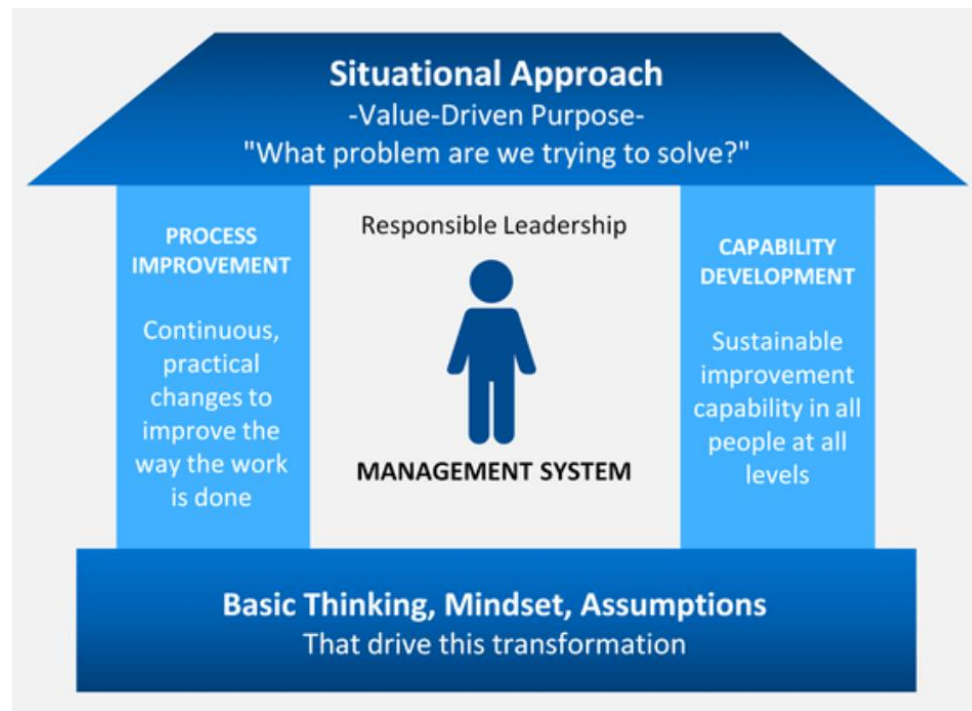 Situational Approach
-Value-Driven Purpose-
"What problem are we trying to solve?"
PROCESS
IMPROVEMENT
Continuous,
practical
changes to
improve the
way the work
is done
Responsible Leadership
MANAGEMENT SYSTEM
CAPABILITY
DEVELOPMENT
Sustainable
improvement
capability in all
people at all
levels
Basic Thinking, Mindset, Assumptions
That drive this transformation